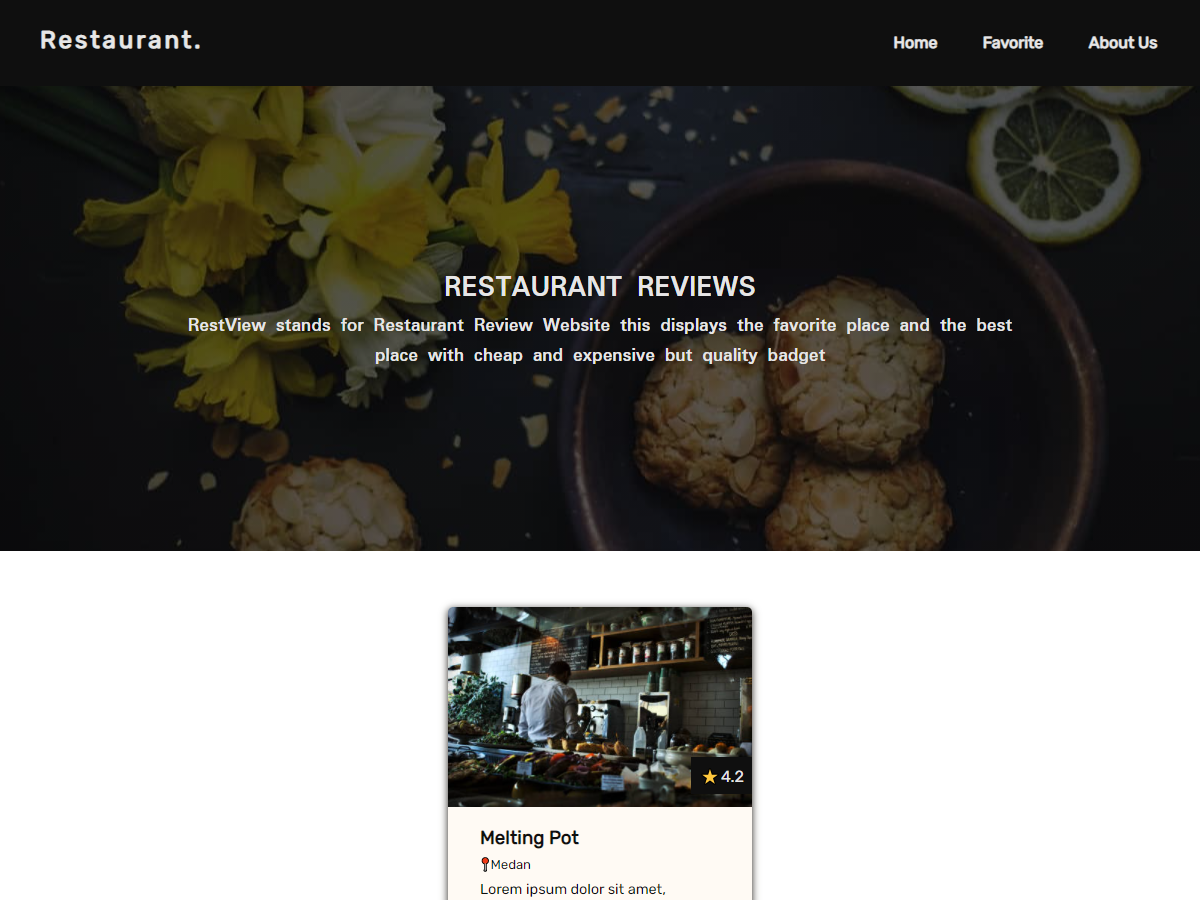 Restaurant.
Home Favorite About Us
RESTAURANT REVIEWS
RestView stands for Restaurant Review Website this displays the favorite place and the best
place with cheap and expensive but quality badget
4.2
Melting Pot
Medan
Lorem ipsum dolor sit amet,